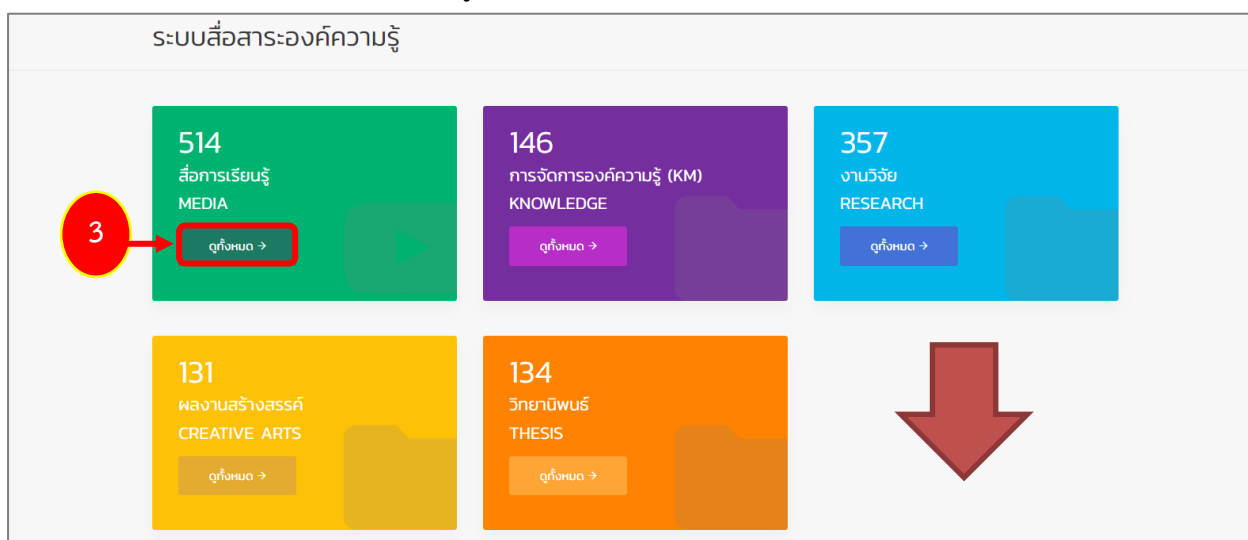 ระบบสื่อสาระองค์ความรู้
514
สื่อการเรียนรู้
MEDIA
ดูทั้งหมด →
146
การจัดการองค์ความรู้ (KM)
KNOWLEDGE
ดูทั้งหมด →
357
งานวิจัย
RESEARCH
ดูทั้งหมด →
3
131
ผลงานสร้างสรรค์
CREATIVE ARTS
ดูทั้งหมด →
134
วิทยานิพนธ์
THESIS
ดูทั้งหมด →